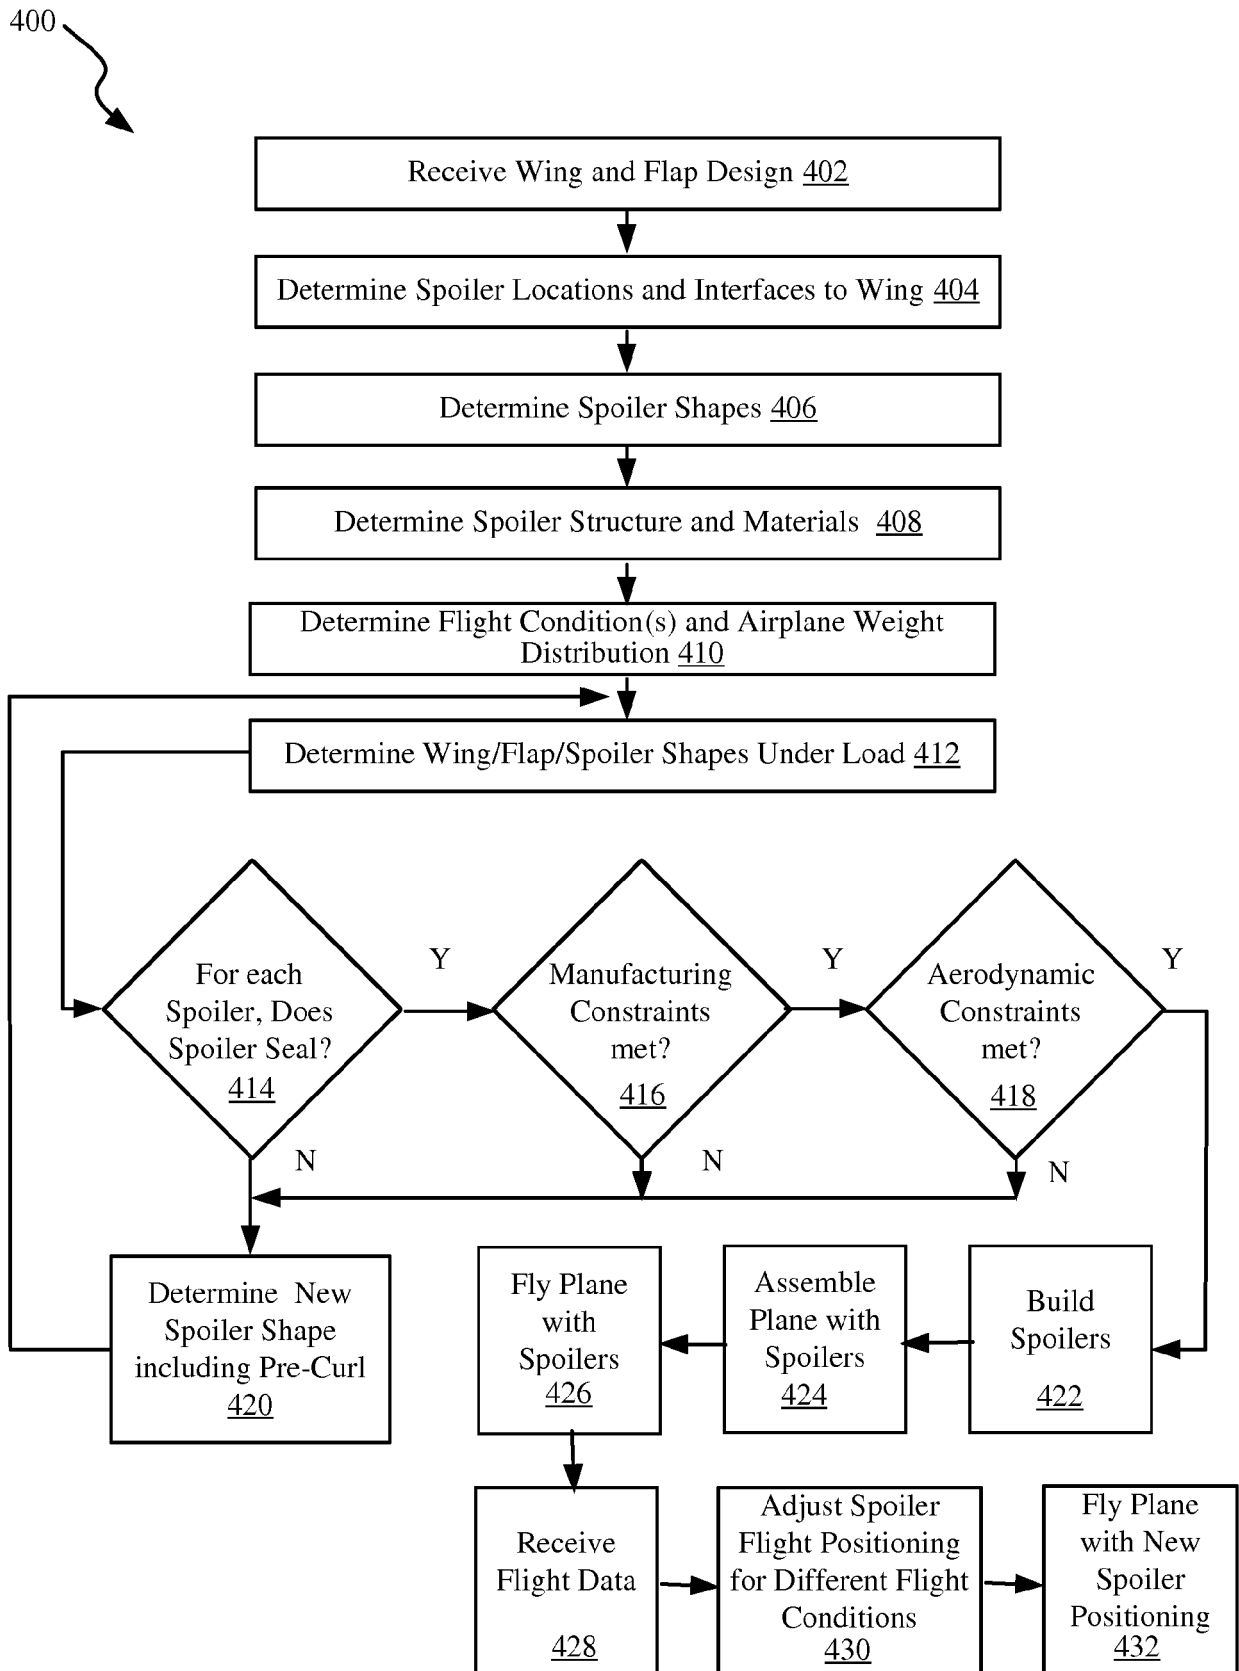 400
Receive Wing and Flap Design 402
Determine Spoiler Locations and Interfaces to Wing 404
Determine Spoiler Shapes 406
Determine Spoiler Structure and Materials 408
Determine Flight Condition(s) and Airplane Weight
Distribution 410
Determine Wing/Flap/Spoiler Shapes Under Load 412
For each
Spoiler, Does
Spoiler Seal?
414
Y
N
Manufacturing
Constraints
met?
416
Y
N
Aerodynamic
Constraints
met?
418
Y
N
Determine New
Spoiler Shape
including Pre-Curl
420
Build
Spoilers
422
Assemble
Plane with
Spoilers
424
Fly Plane
with
Spoilers
426
Receive
Flight Data
428
Adjust Spoiler
Flight Positioning
for Different Flight
Conditions
430
Fly Plane
with New
Spoiler
Positioning
432